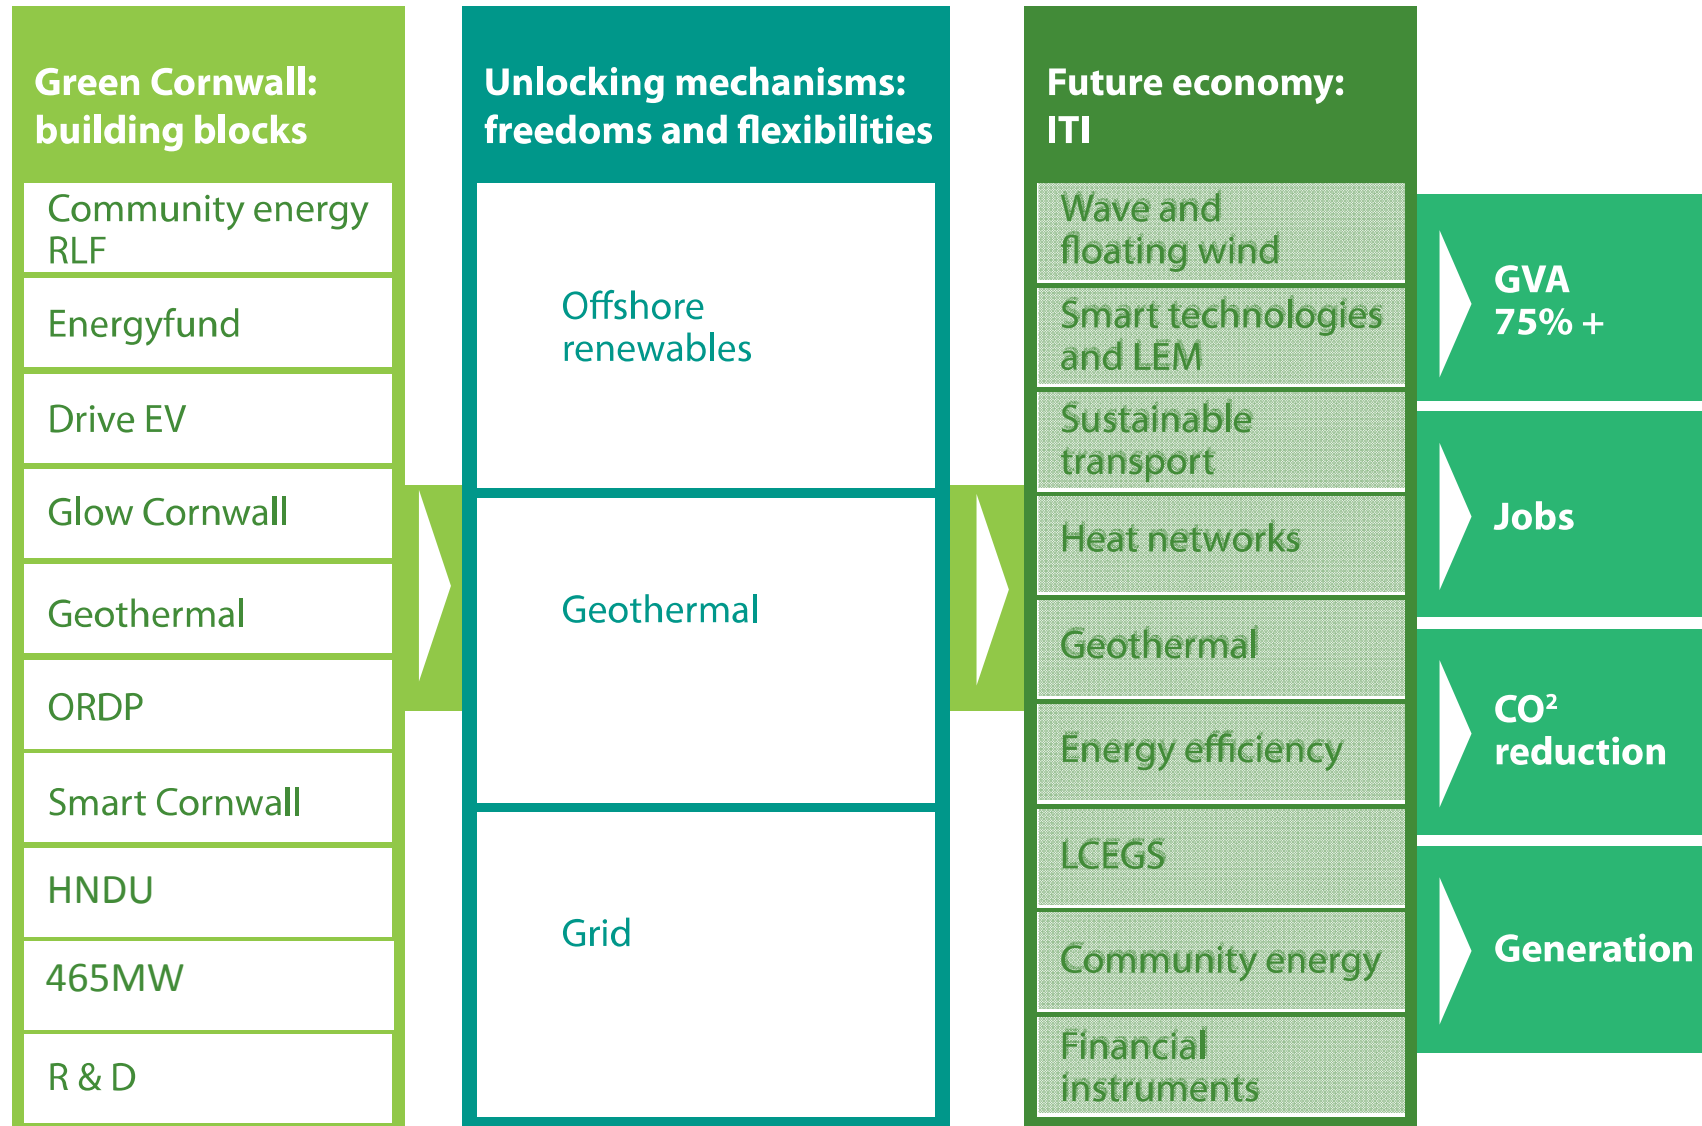 Green Cornwall:
building blocks
Community energy
RLF
Energyfund
Drive EV
Glow Cornwall
Geothermal
ORDP
Smart Cornwall
HNDU
465MW
R & D
Unlocking mechanisms:
freedoms and flexibilities
Offshore
renewables
Geothermal
Grid
Future economy:
ITI
Wave and
floating wind
Smart technologies
and LEM
Sustainable
transport
Heat networks
Geothermal
Energy efficiency
LCEGS
Community energy
Financial
instruments
GVA
75% +
Jobs
CO²
reduction
Generation